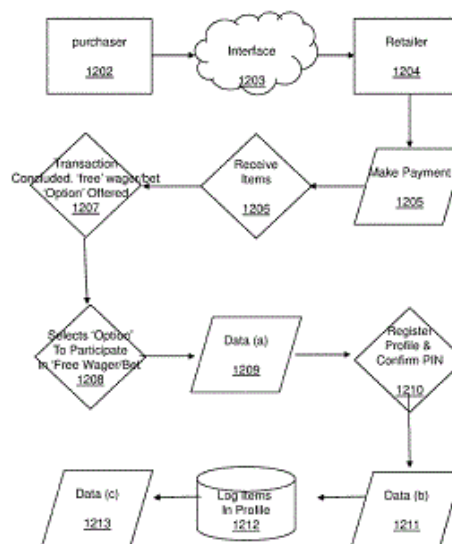 purchaser
1202
Interface
1203
Retailer
1204
Transaction
Concluded. 'free' wager/bet
'Option' Offered
1207
Receive
Items
1206
Make Payment
1205
Selects 'Option'
To Participate
In 'Free Wager/Bet'
1208
Data (a)
1209
Register
Profile &
Confirm PIN
1210
Data (c)
1213
Log Items
In Profile
1212
Data (b)
1211